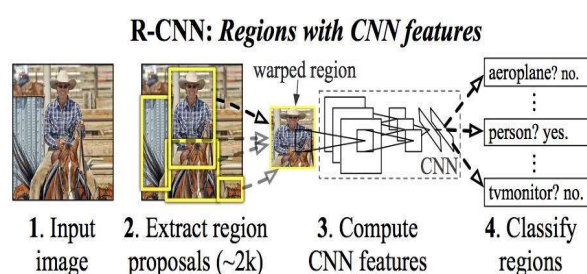 R-CNN: Regions with CNN features
warped region
aeroplane? no.
⋮
person? yes.
⋮
tvmonitor? no.
CNN
1. Input
image
2. Extract region
proposals (~2k)
3. Compute
CNN features
4. Classify
regions